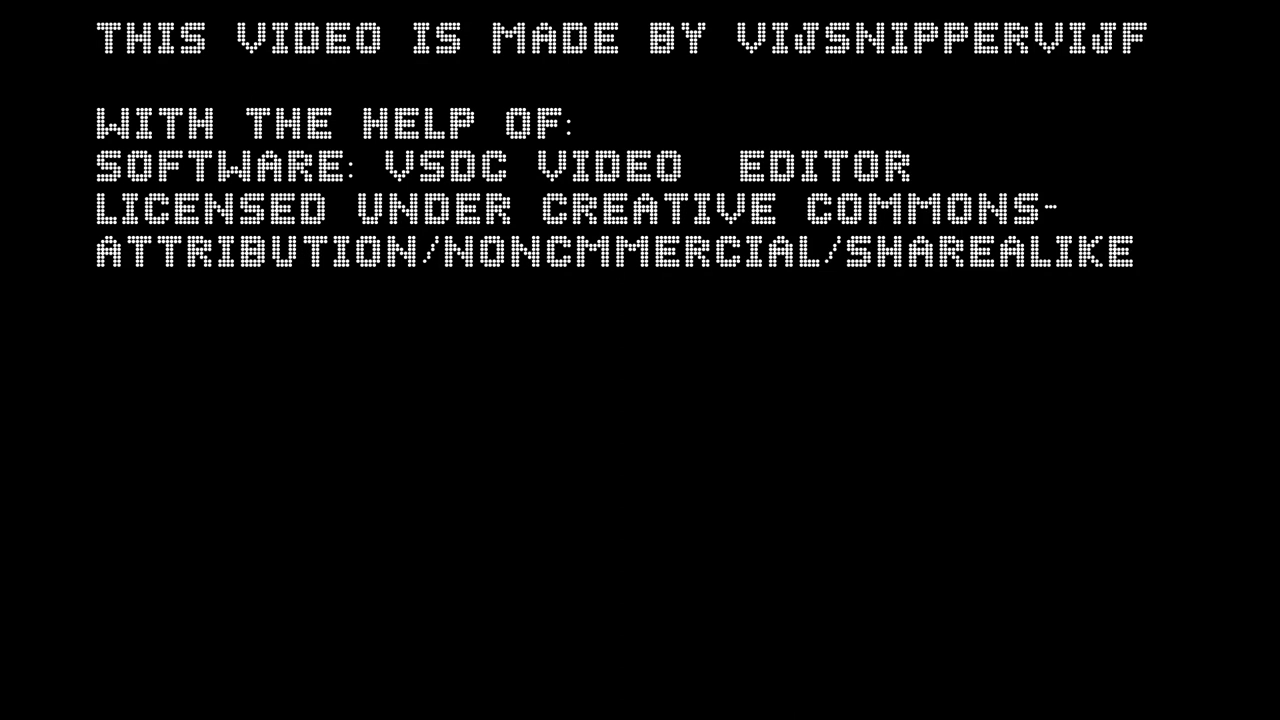 THIS VIDEO IS MADE BY VIJSNIPPERVIJF
WITH THE HELP OF:
SOFTWARE: VSDC VIDEO  EDITOR
LICENSED UNDER CREATIVE COMMONS-
ATTRIBUTION/NONCMMERCIAL/SHAREALIKE